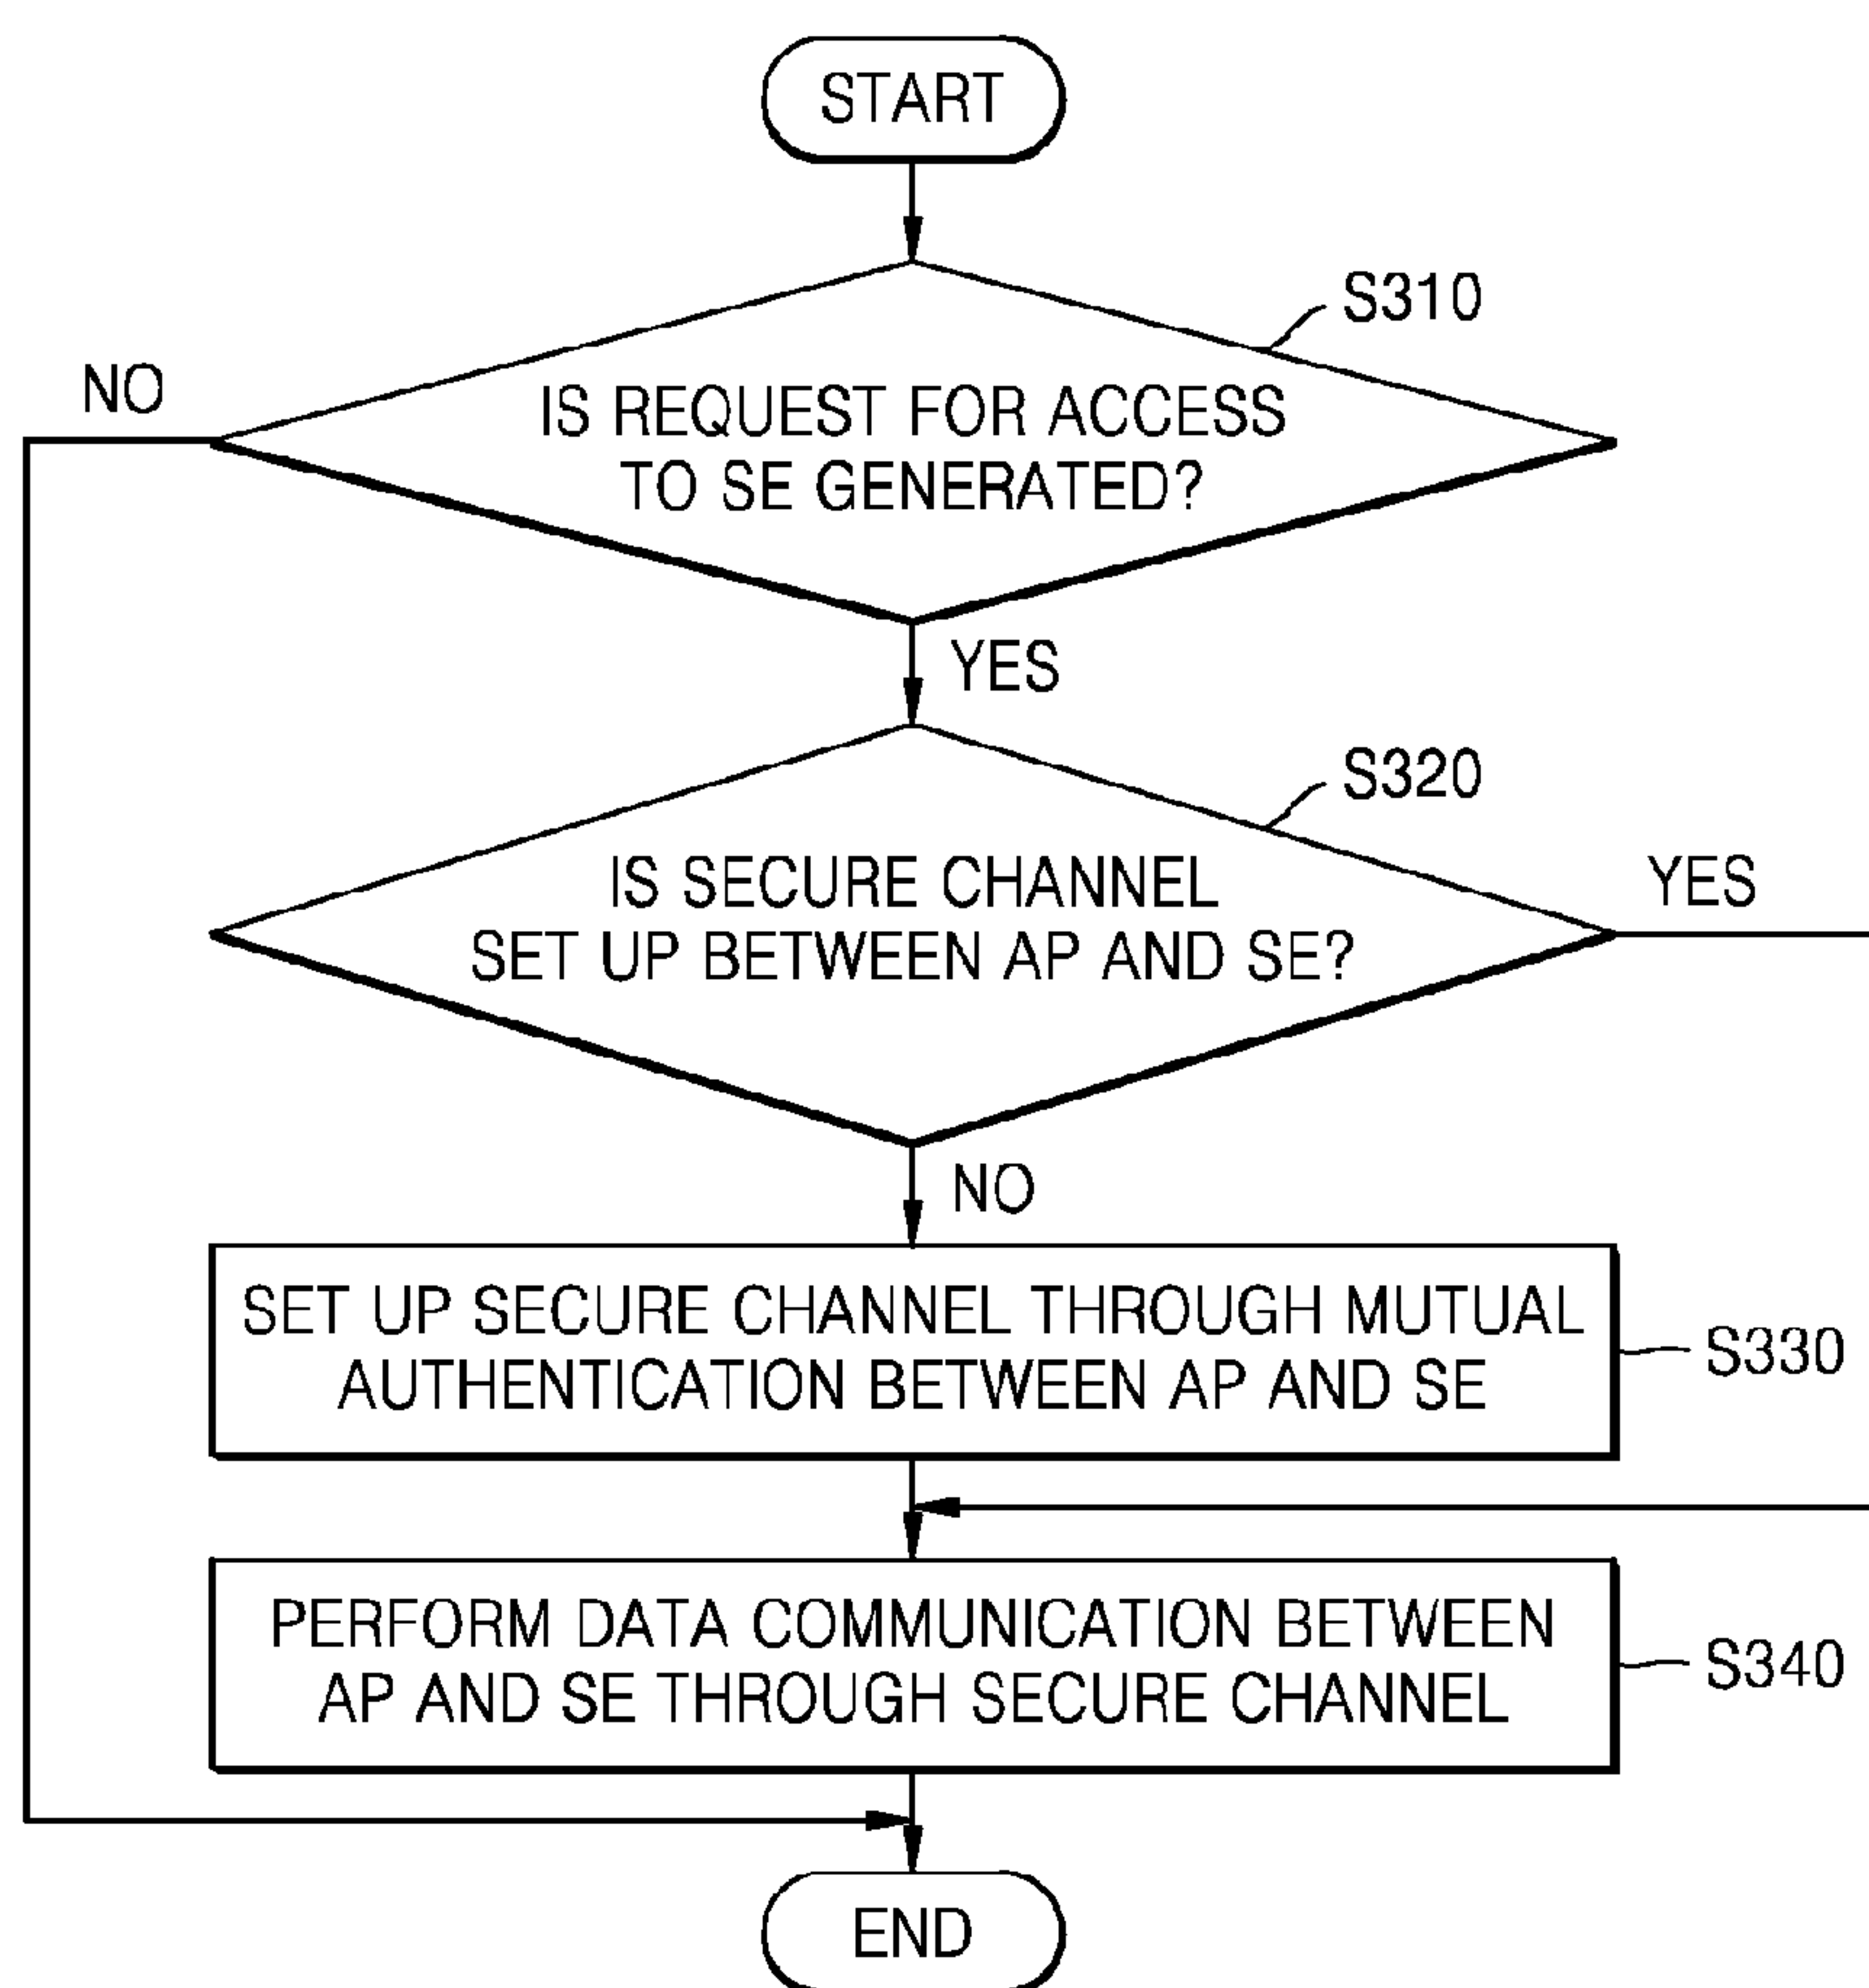 START
S310
NO
IS REQUEST FOR ACCESS
TO SE GENERATED?
YES
S320
IS SECURE CHANNEL
SET UP BETWEEN AP AND SE?
YES
NO
SET UP SECURE CHANNEL THROUGH MUTUAL
AUTHENTICATION BETWEEN AP AND SE
S330
PERFORM DATA COMMUNICATION BETWEEN
AP AND SE THROUGH SECURE CHANNEL
S340
END